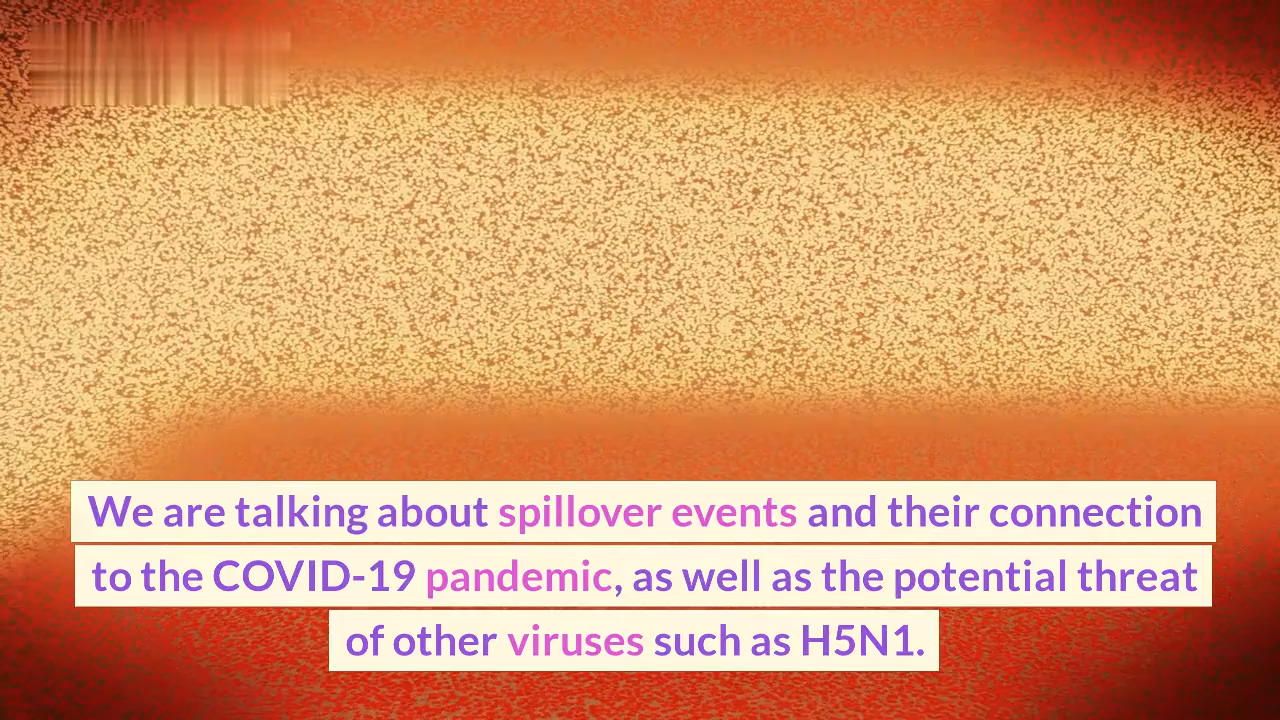 We are talking about spillover events and their connection
to the COVID-19 pandemic, as well as the potential threat
of other viruses such as H5N1.